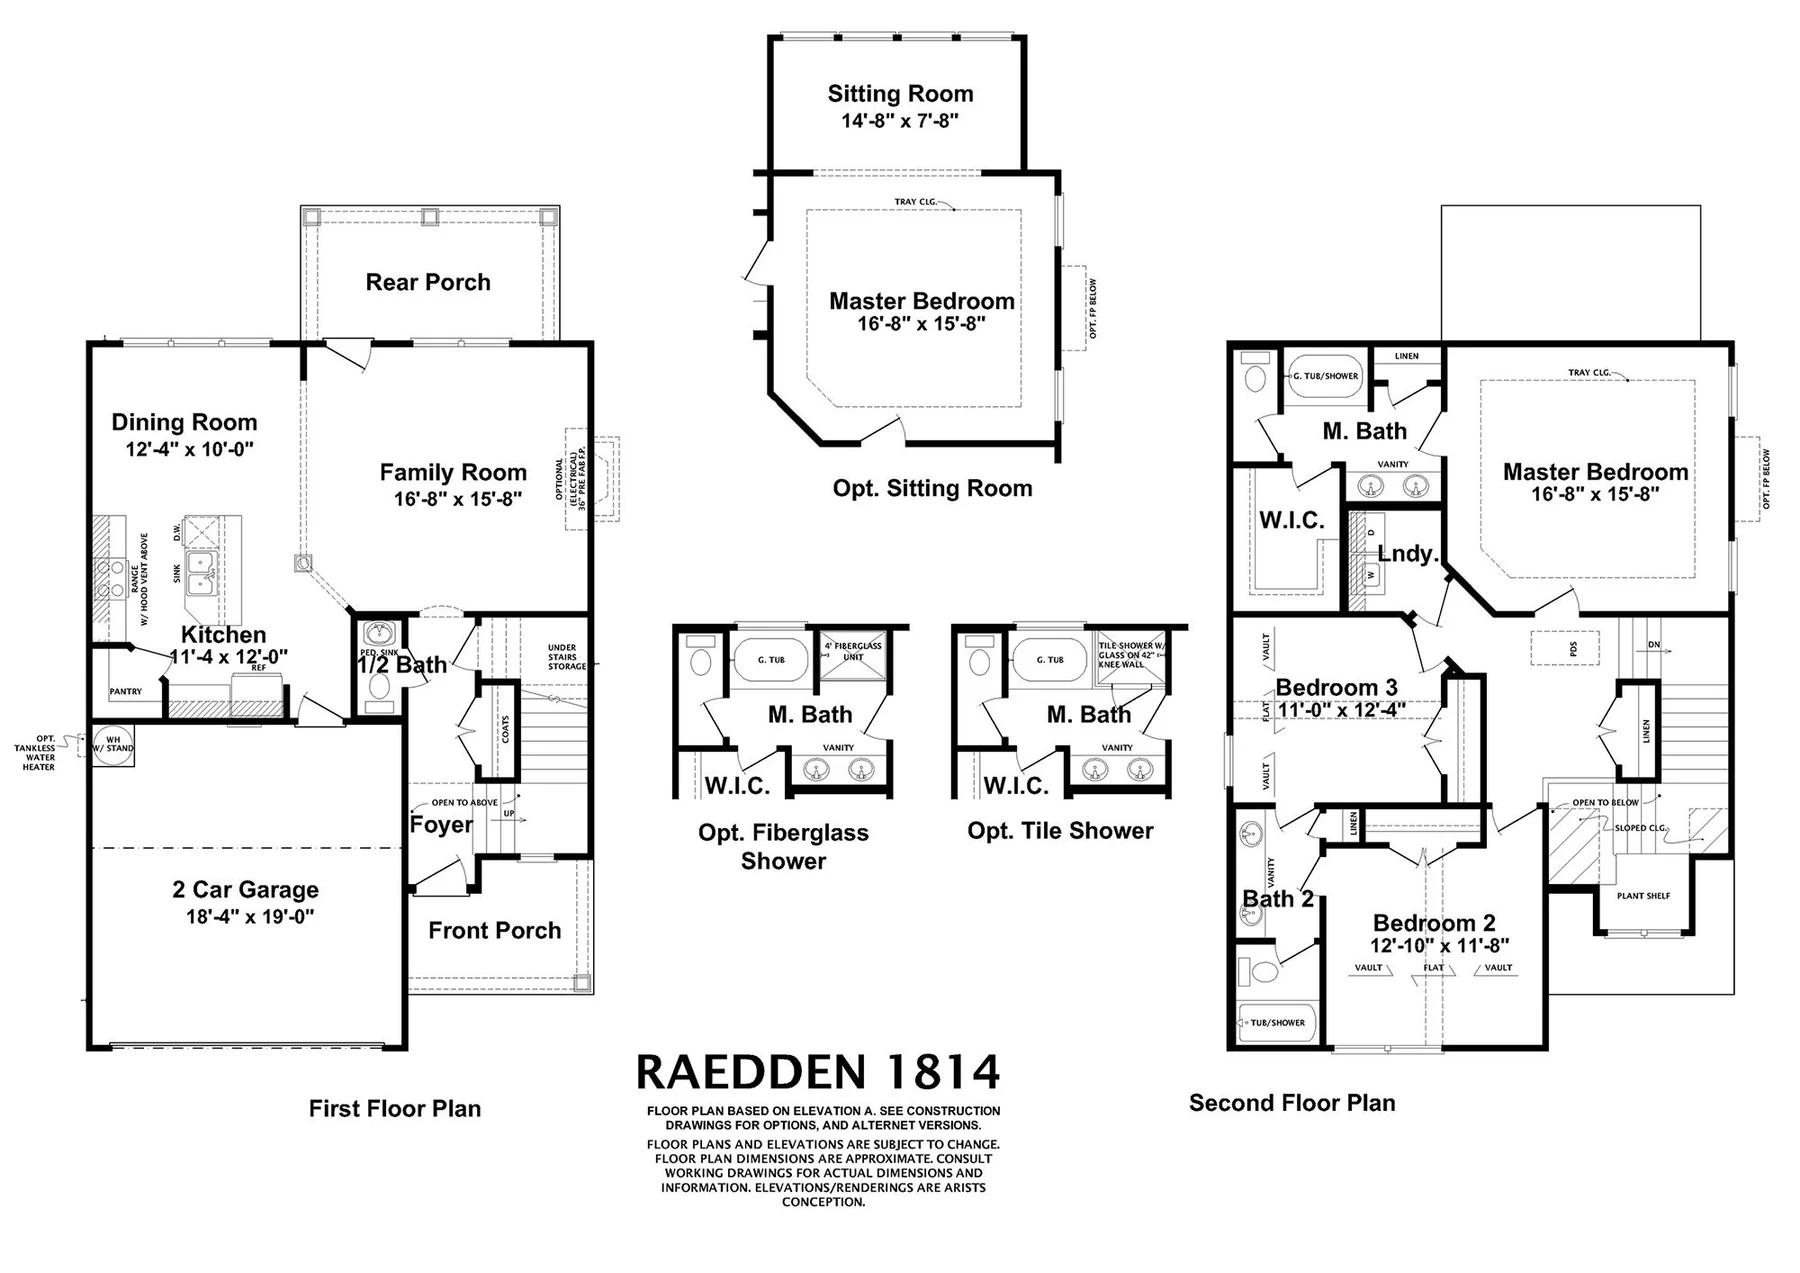 Sitting Room
14'-8" x 7'-8"
TRAY CLG.
Master Bedroom
16'-8" x 15'-8"
OPT. FP BELOW
Opt. Sitting Room
Rear Porch
Dining Room
12'-4" x 10'-0"
Family Room
16'-8" x 15'-8"
OPTIONAL
(ELECTRICAL)
36" PRE FAB F.P.
D.W.
SINK
RANGE
W/ HOOD VENT ABOVE
Kitchen
11'-4 x 12'-0"
REF
PANTRY
PED. SINK
1/2 Bath
UNDER
STAIRS
STORAGE
S
COATS
OPT.
TANKLESS
WATER
HEATER
WH
W/ STAND
OPEN TO ABOVE
UP
Foyer
2 Car Garage
18'-4" x 19'-0"
Front Porch
First Floor Plan
G. TUB
4' FIBERGLASS
UNIT
M. Bath
VANITY
W.I.C.
Opt. Fiberglass
Shower
G. TUB
TILE SHOWER W/
GLASS ON 42"
KNEE WALL
M. Bath
VANITY
W.I.C.
Opt. Tile Shower
G. TUB/SHOWER
LINEN
M. Bath
VANITY
W.I.C.
D
W
Lndy.
TRAY CLG.
Master Bedroom
16'-8" x 15'-8"
OPT. FP BELOW
PDS
DN
VAULT
FLAT
VAULT
Bedroom 3
11'-0" x 12'-4"
LINEN
OPEN TO BELOW
SLOPED CLG.
PLANT SHELF
LINEN
VANITY
Bath 2
Bedroom 2
12'-10" x 11'-8"
VAULT
FLAT
VAULT
TUB/SHOWER
Second Floor Plan
RAEDDEN 1814
FLOOR PLAN BASED ON ELEVATION A. SEE CONSTRUCTION
DRAWINGS FOR OPTIONS, AND ALTERNET VERSIONS.
FLOOR PLANS AND ELEVATIONS ARE SUBJECT TO CHANGE.
FLOOR PLAN DIMENSIONS ARE APPROXIMATE. CONSULT
WORKING DRAWINGS FOR ACTUAL DIMENSIONS AND
INFORMATION. ELEVATIONS/RENDERINGS ARE ARISTS
CONCEPTION.